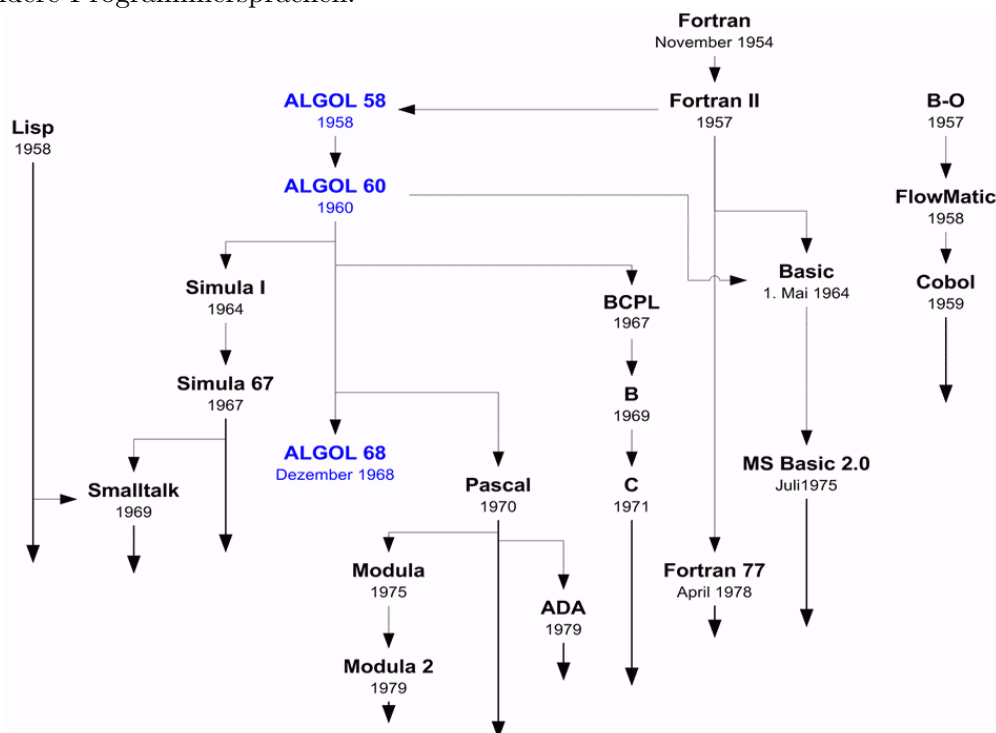 ndere Programmiersprachen.
Fortran
November 1954
ALGOL 58
1958
Fortran II
1957
B-O
1957
Lisp
1958
ALGOL 60
1960
FlowMatic
1958
Simula I
1964
BCPL
1967
Basic
1. Mai 1964
Cobol
1959
Simula 67
1967
B
1969
ALGOL 68
Dezember 1968
MS Basic 2.0
Juli1975
Smalltalk
1969
Pascal
1970
C
1971
Modula
1975
Fortran 77
April 1978
ADA
1979
Modula 2
1979